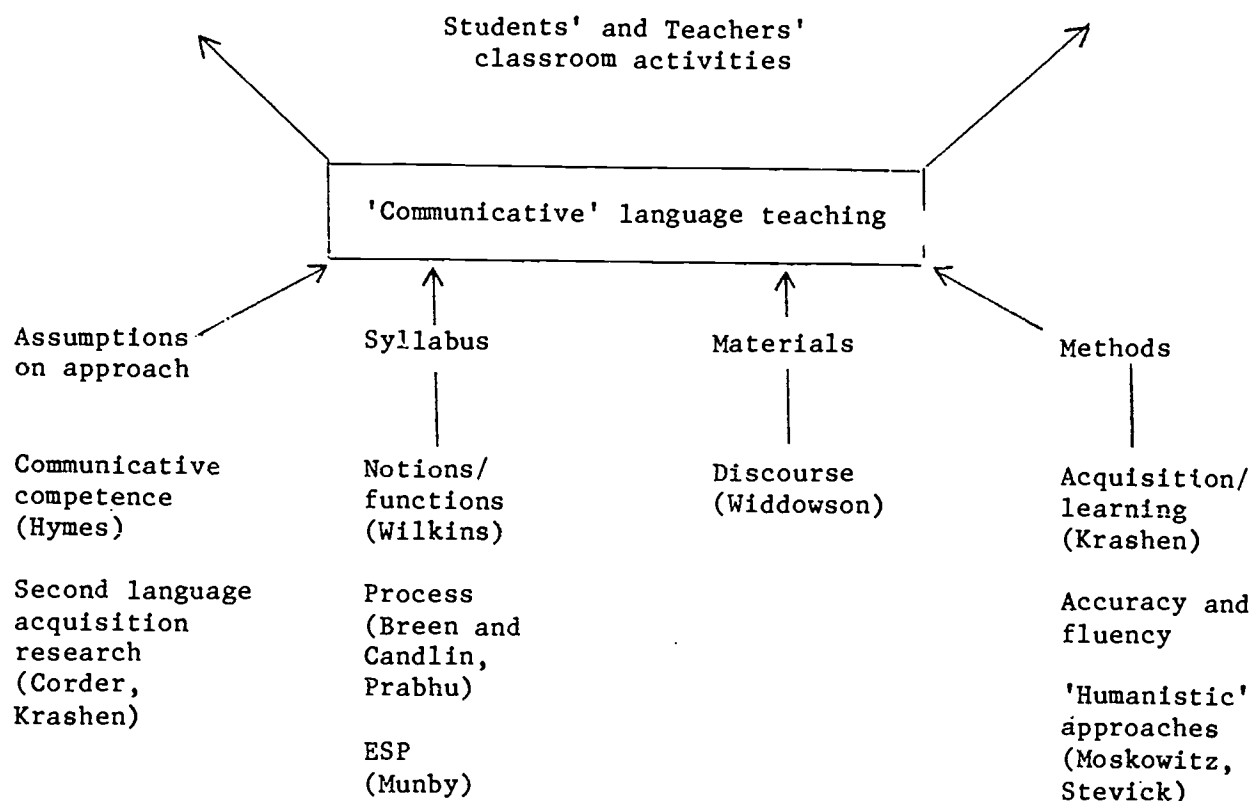 Students' and Teachers'
classroom activities
'Communicative' language teaching
Assumptions
on approach
Syllabus
Materials
Methods
Communicative
competence
(Hymes)
Second language
acquisition
research
(Corder,
Krashen)
Notions/
functions
(Wilkins)
Process
(Breen and
Candlin,
Prabhu)
ESP
(Munby)
Discourse
(Widdowson)
Acquisition/
learning
(Krashen)
Accuracy and
fluency
'Humanistic'
approaches
(Moskowitz,
Stevick)